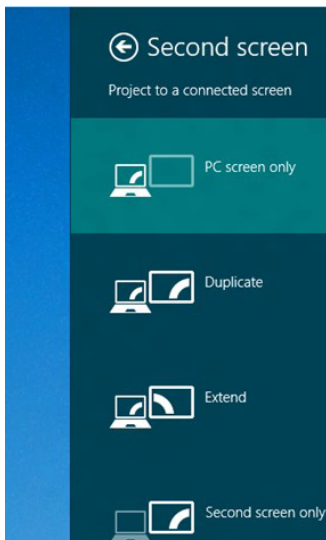 Second screen
Project to a connected screen
PC screen only
Duplicate
Extend
Second screen only